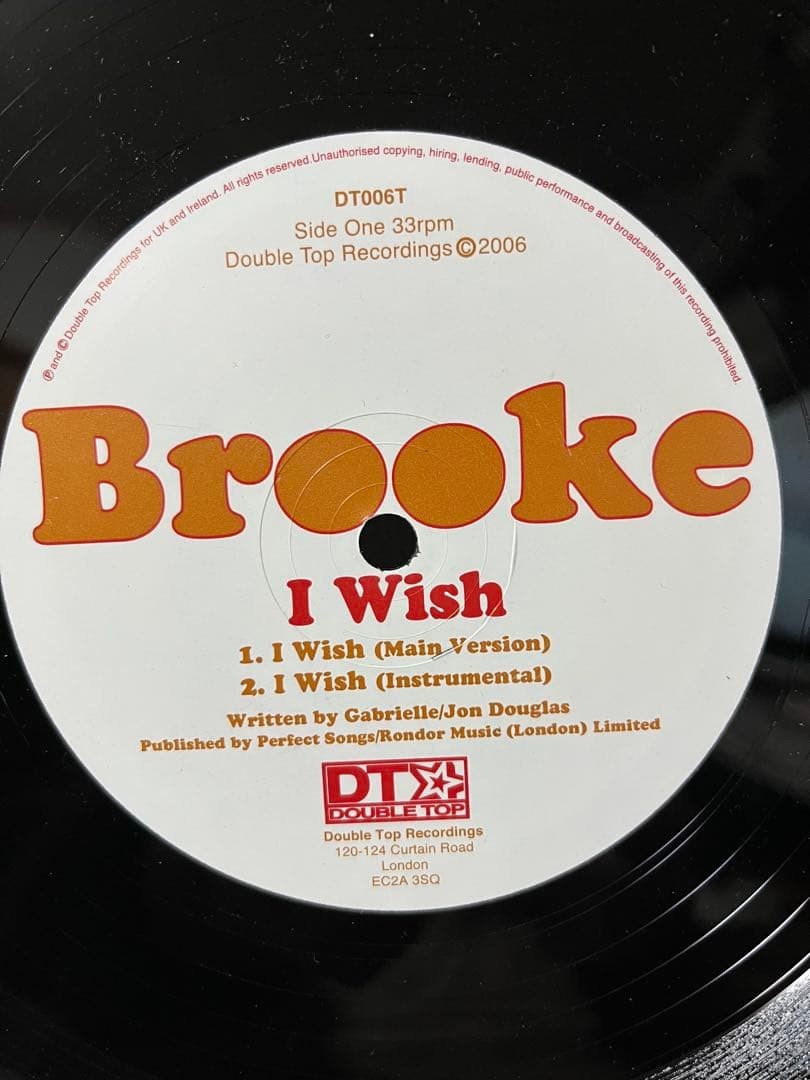 ℗ and © Double Top Recordings for UK and Ireland. All rights reserved.Unauthorised copying, hiring, lending, public performance and broadcasting of this recording prohibited.
DT006T
Side One 33rpm
Double Top Recordings © 2006
Brooke
I Wish
1. I Wish (Main Version)
2. I Wish (Instrumental)
Written by Gabrielle/Jon Douglas
Published by Perfect Songs/Rondor Music (London) Limited
DT
DOUBLE TOP
Double Top Recordings
120-124 Curtain Road
London
EC2A 3SQ